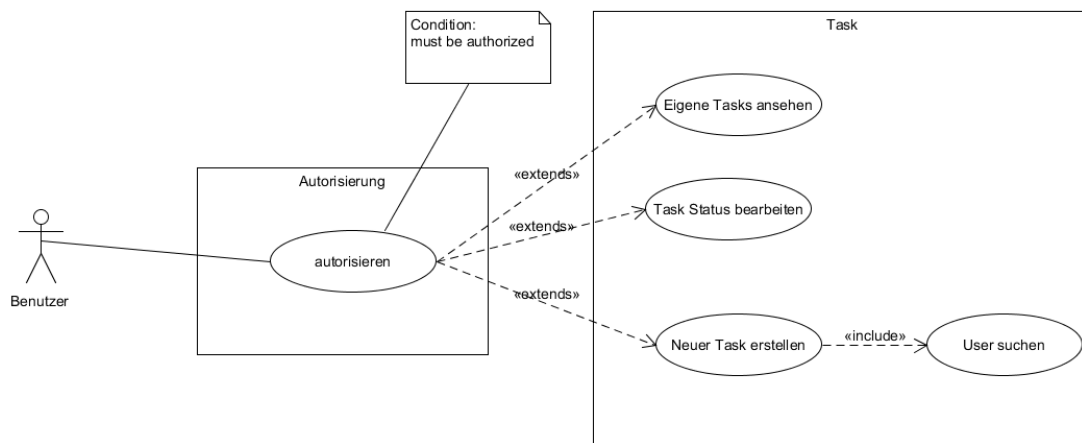 Condition:
must be authorized
Task
Eigene Tasks ansehen
«extends»
Autorisierung
Task Status bearbeiten
«extends»
autorisieren
Benutzer
«extends»
Neuer Task erstellen
«include»
User suchen